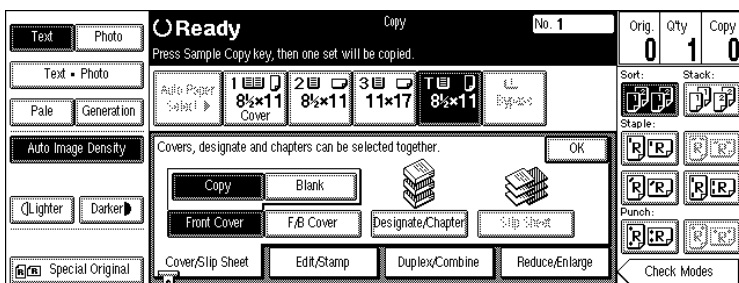 Text
Photo
Text • Photo
Pale
Generation
Auto Image Density
Lighter
Darker
Special Original
Ready
Copy
No. 1
Press Sample Copy key, then one set will be copied.
Auto Paper
Select
1
8½×11
Cover
2
8½×11
3
11×17
T
8½×11
Bypass
Covers, designate and chapters can be selected together.
OK
Copy
Blank
Front Cover
F/B Cover
Designate/Chapter
Slip Sheet
Cover/Slip Sheet
Edit/Stamp
Duplex/Combine
Reduce/Enlarge
Orig.
Q'ty
Copy
0
1
0
Sort:
Stack:
Staple:
Punch:
Check Modes